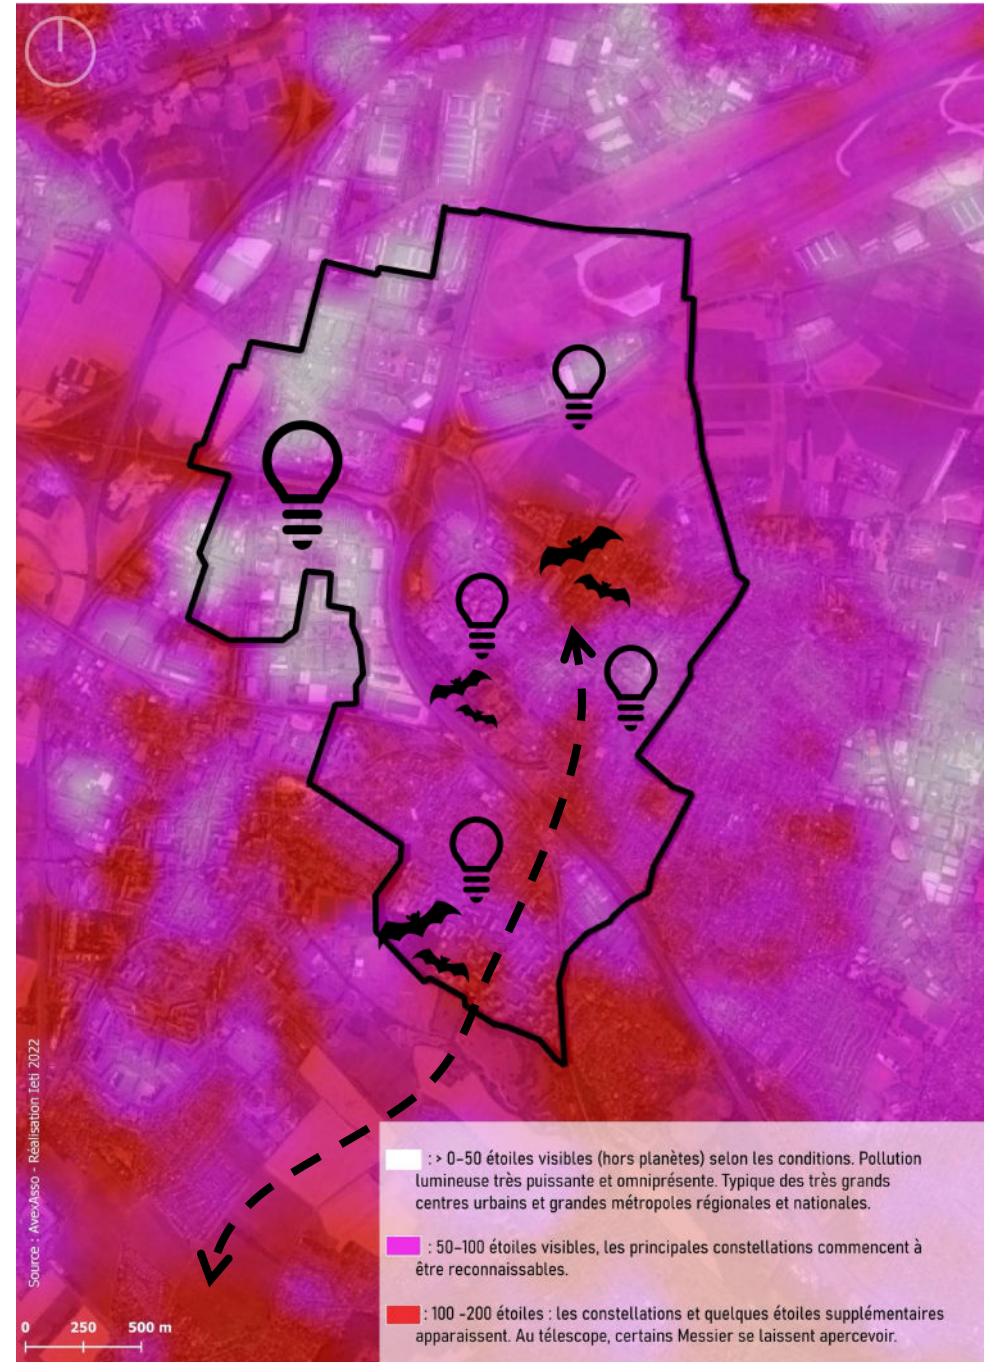 : > 0-50 étoiles visibles (hors planètes) selon les conditions. Pollution
lumineuse très puissante et omniprésente. Typique des très grands
centres urbains et grandes métropoles régionales et nationales.
: 50-100 étoiles visibles, les principales constellations commencent à
être reconnaissables.
: 100 -200 étoiles : les constellations et quelques étoiles supplémentaires
apparaissent. Au télescope, certains Messier se laissent apercevoir.
Source : AvexAsso - Réalisation Ieti 2022
0 250 500 m